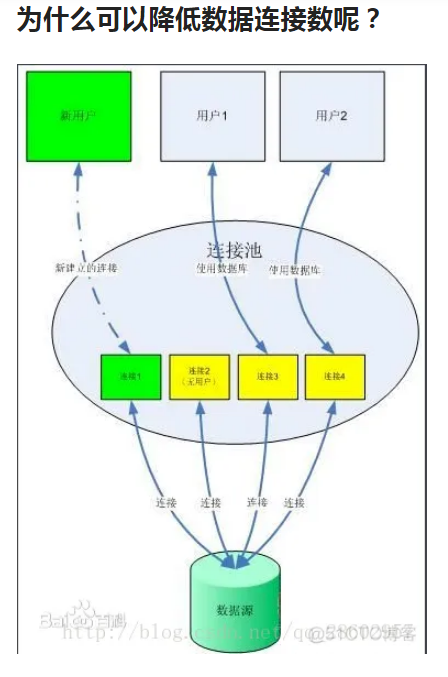 为什么可以降低数据连接数呢？
新用户
用户1
用户2
连接池
新建立的连接
使用数据库
使用数据库
连接1
连接2
（无用户）
连接3
连接4
连接
连接
连接
连接
数据源
Bai百科
http://blog.csdn.net/qq_
@51CTO博客